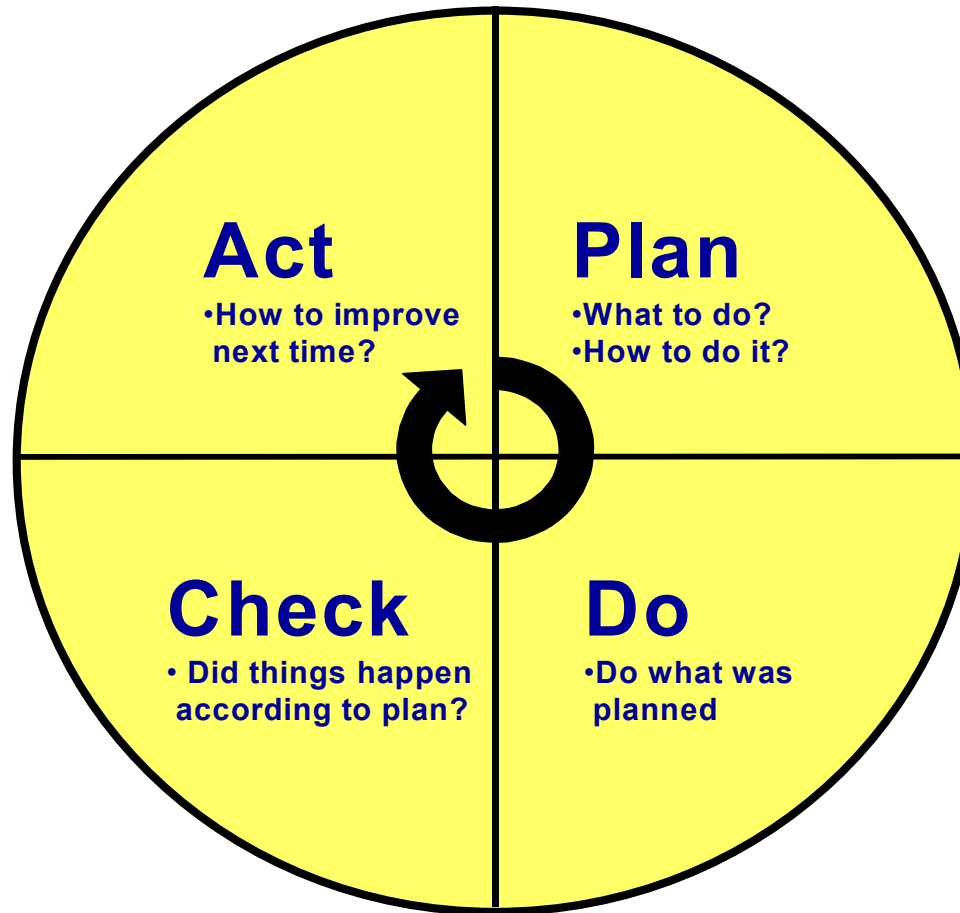 Act
•How to improve
next time?
Plan
•What to do?
•How to do it?
Check
• Did things happen
according to plan?
Do
•Do what was
planned